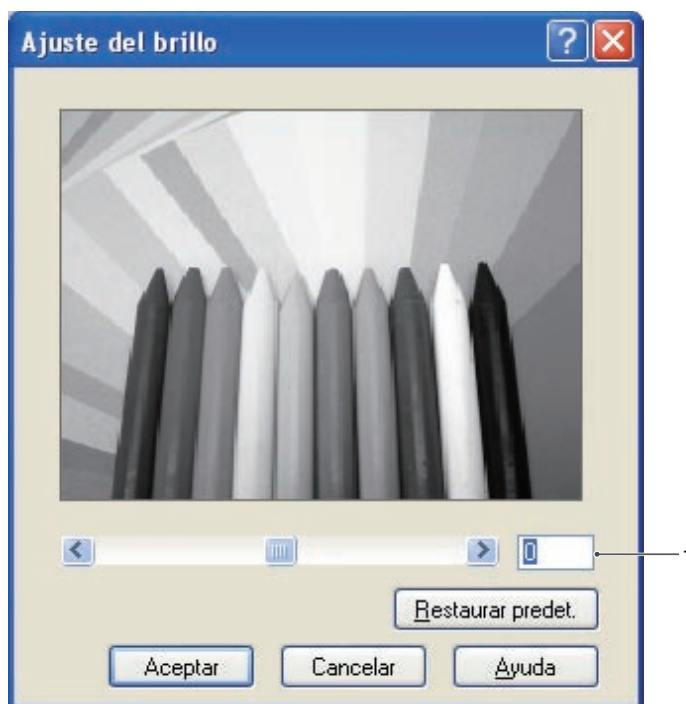 Ajuste del brillo
0
Restaurar predet.
Aceptar
Cancelar
Ayuda